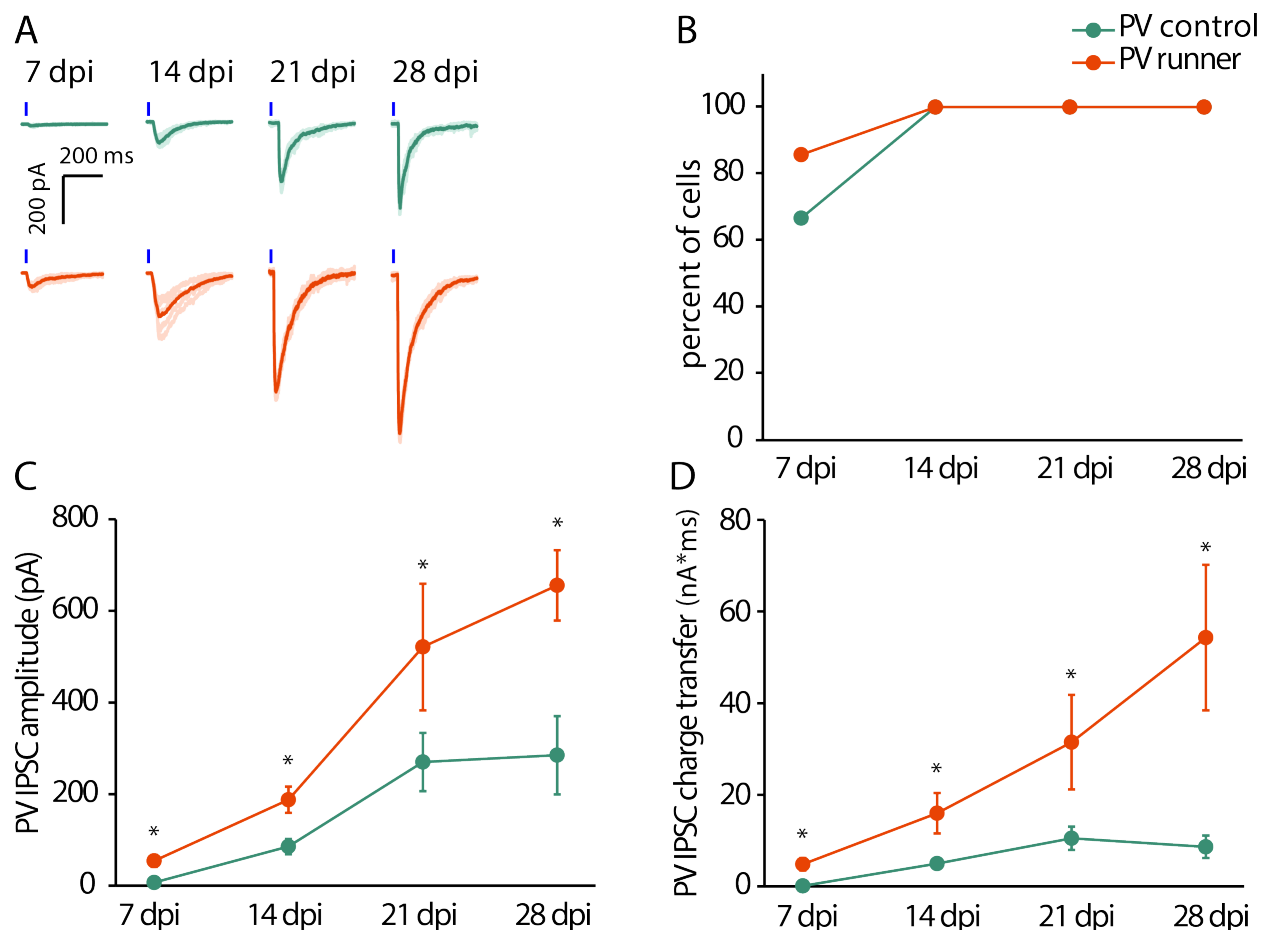 A
7 dpi 14 dpi 21 dpi 28 dpi
200 ms
200 pA
B
PV control
PV runner
100
80
60
40
20
0
percent of cells
7 dpi 14 dpi 21 dpi 28 dpi
C
800
600
400
200
0
PV IPSC amplitude (pA)
* * * *
7 dpi 14 dpi 21 dpi 28 dpi
D
80
60
40
20
0
PV IPSC charge transfer (nA*ms)
* * * *
7 dpi 14 dpi 21 dpi 28 dpi